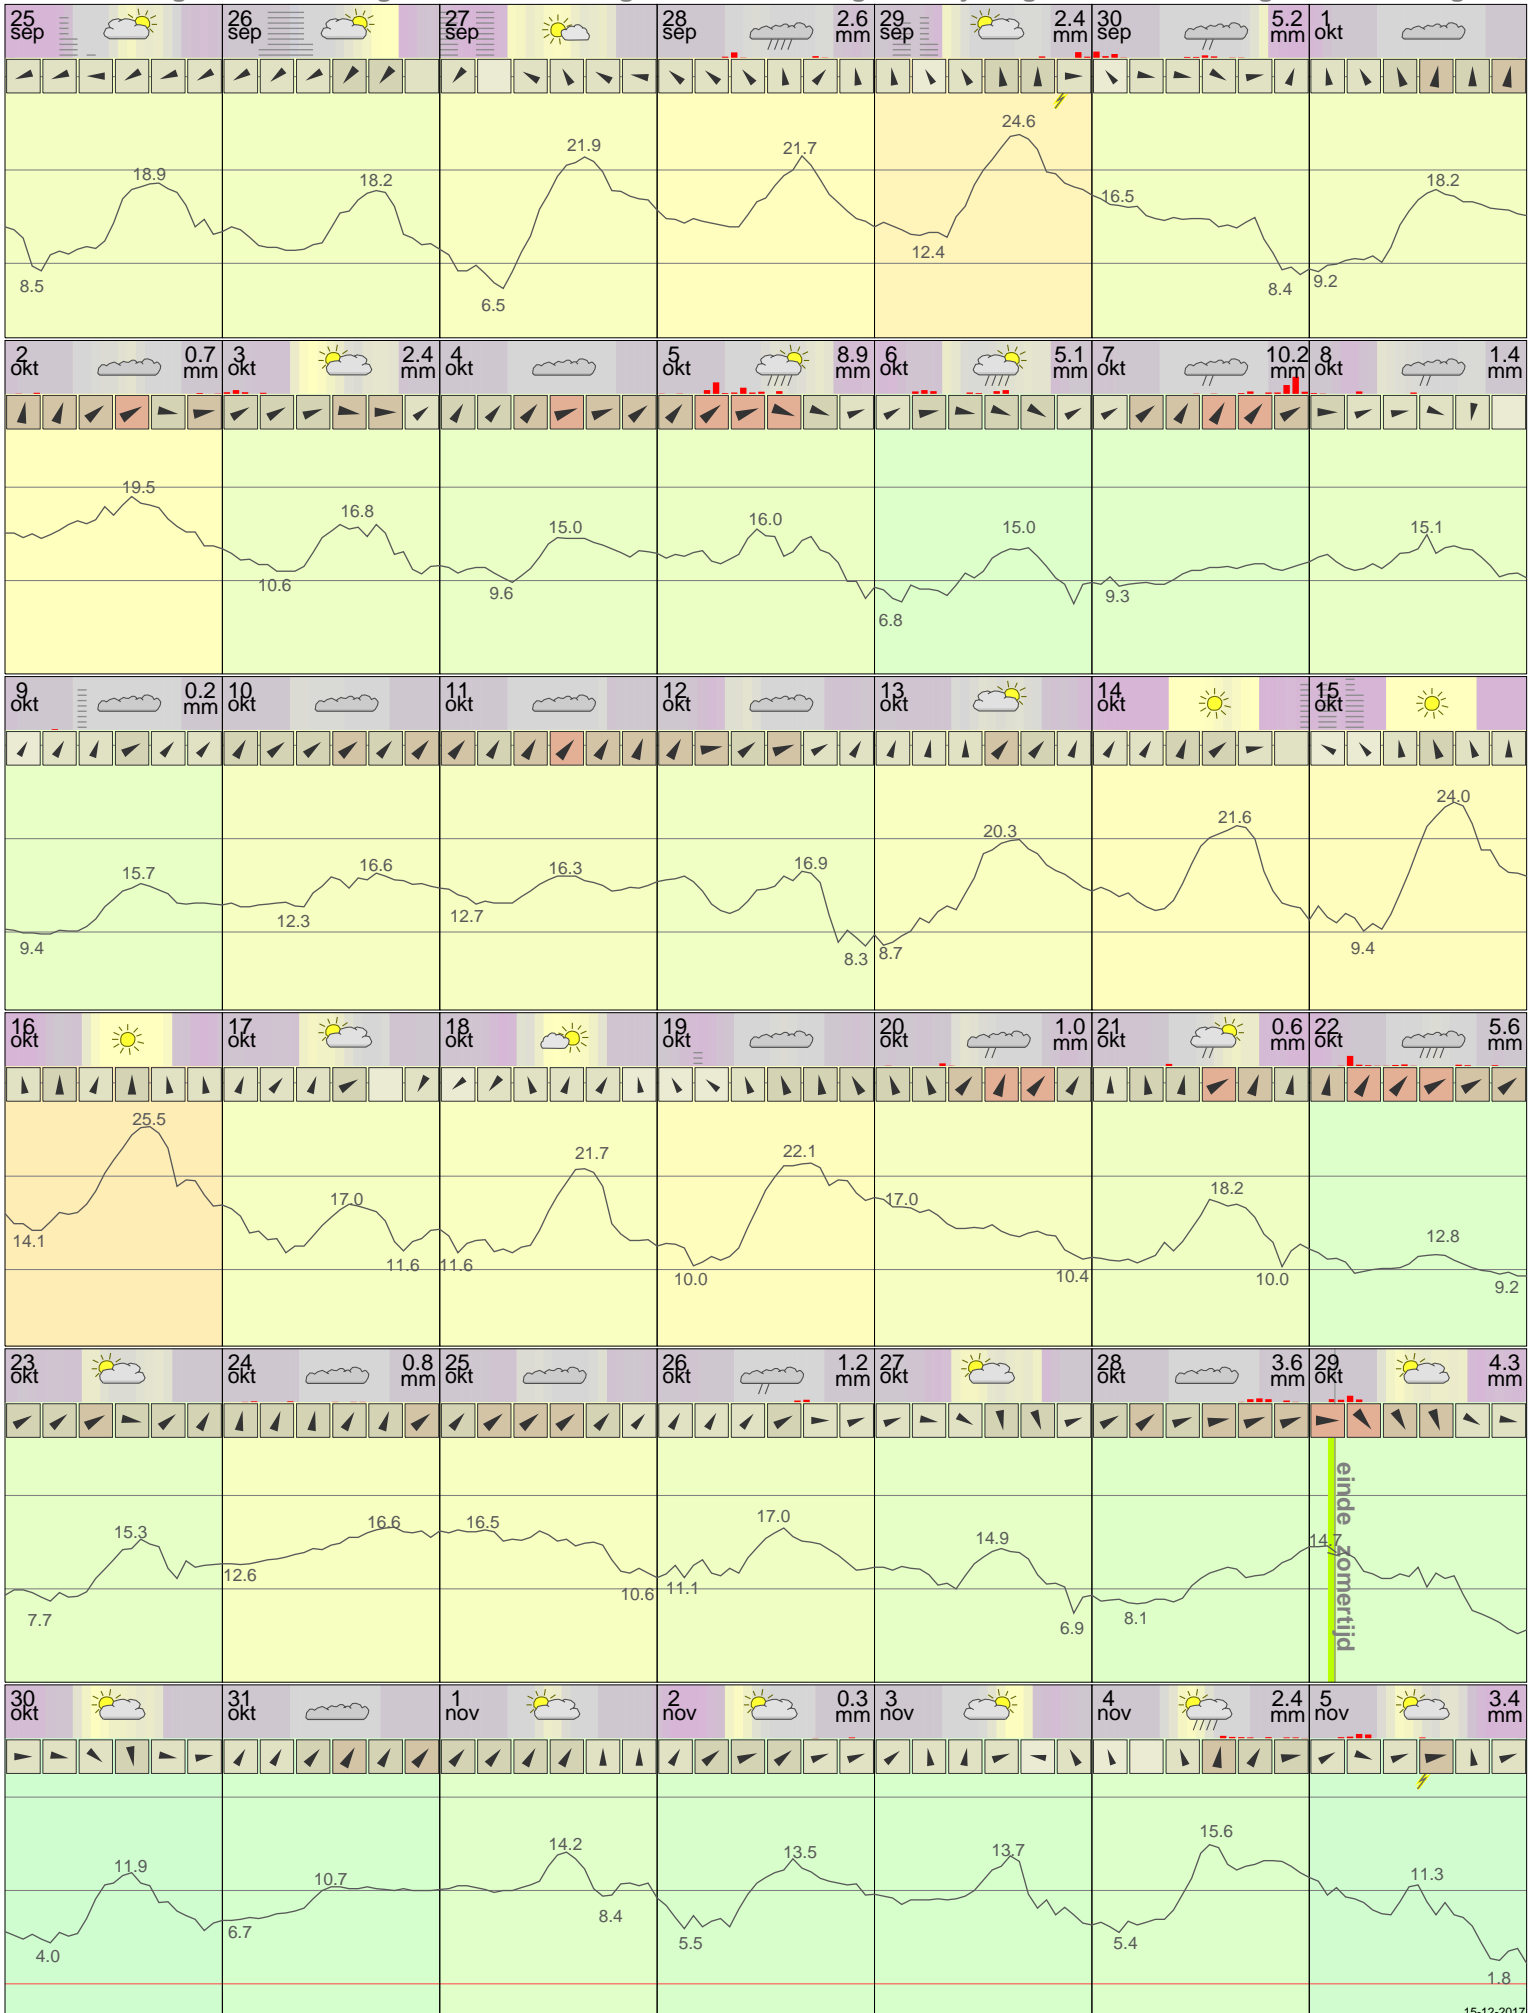 25 sep
26 sep
27 sep
28 sep 2.6 mm
29 sep 2.4 mm
30 sep 5.2 mm
1 okt
8.5 18.9
18.2
6.5 21.9
21.7
12.4 24.6
16.5 8.4
9.2 18.2
2 okt 0.7 mm
3 okt 2.4 mm
4 okt
5 okt 8.9 mm
6 okt 5.1 mm
7 okt 10.2 mm
8 okt 1.4 mm
19.5
10.6 16.8
9.6 15.0
16.0
6.8 15.0
9.3
15.1
9 okt 0.2 mm
10 okt
11 okt
12 okt
13 okt
14 okt
15 okt
9.4 15.7
12.3 16.6
12.7 16.3
16.9 8.3
8.7 20.3
21.6
9.4 24.0
16 okt
17 okt
18 okt
19 okt
20 okt 1.0 mm
21 okt 0.6 mm
22 okt 5.6 mm
14.1 25.5
17.0 11.6
11.6 21.7
10.0 22.1
17.0 10.4
18.2 10.0
12.8 9.2
23 okt
24 okt 0.8 mm
25 okt
26 okt 1.2 mm
27 okt
28 okt 3.6 mm
29 okt 4.3 mm
7.7 15.3
12.6 16.6
16.5 10.6
11.1 17.0
14.9 6.9
8.1
14.7
einde zomertijd
30 okt
31 okt
1 nov
2 nov 0.3 mm
3 nov
4 nov 2.4 mm
5 nov 3.4 mm
4.0 11.9
6.7 10.7
14.2 8.4
5.5 13.5
13.7
5.4 15.6
11.3 1.8
15-12-2017